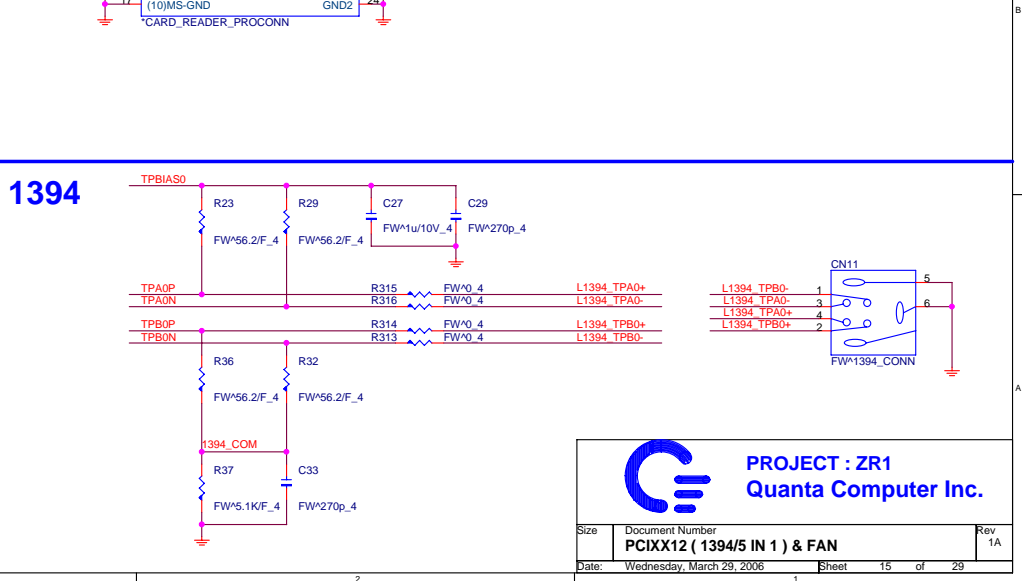 17
(10)MS-GND
GND2
24
*CARD_READER_PROCONN
B
1394
TPBIAS0
R23
R29
C27
C29
FW^1u/10V_4
FW^270p_4
FW^56.2/F_4
FW^56.2/F_4
CN11
TPA0P
R315
FW^0_4
L1394_TPA0+
L1394_TPB0-
1
5
TPA0N
R316
FW^0_4
L1394_TPA0-
L1394_TPA0-
3
6
L1394_TPA0+
4
TPB0P
R314
FW^0_4
L1394_TPB0+
L1394_TPB0+
2
TPB0N
R313
FW^0_4
L1394_TPB0-
R36
R32
FW^1394_CONN
A
FW^56.2/F_4
FW^56.2/F_4
1394_COM
R37
C33
FW^5.1K/F_4
FW^270p_4
PROJECT : ZR1
Quanta Computer Inc.
Size
Document Number
Rev
PCIXX12 ( 1394/5 IN 1 ) & FAN
1A
Date:
Wednesday, March 29, 2006
Sheet
15
of
29
2
1